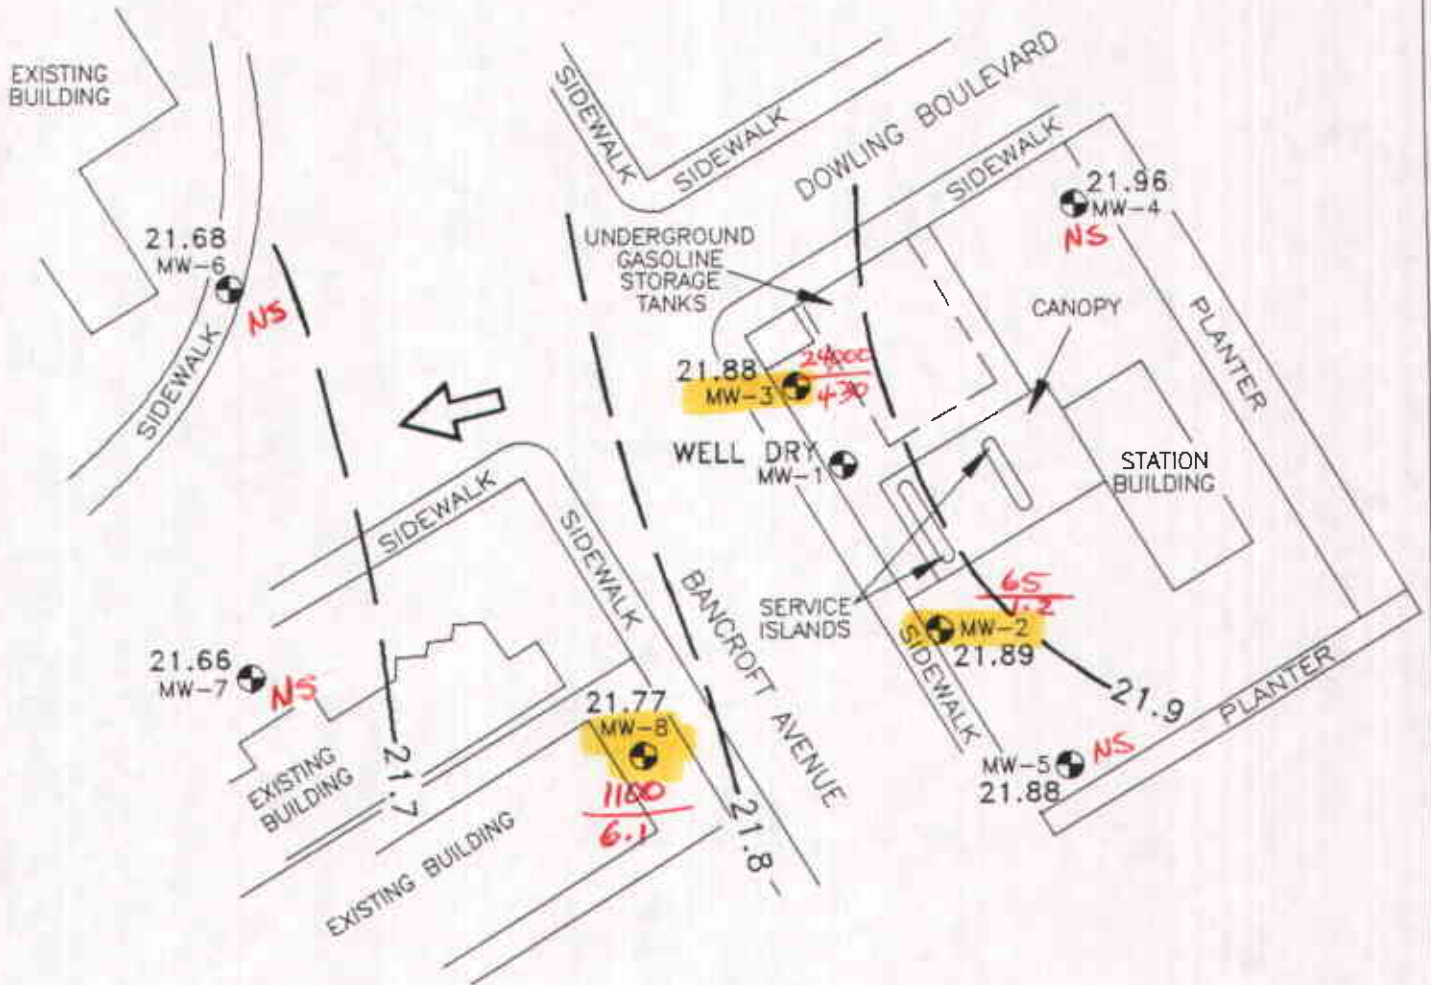 EXISTING
BUILDING
SIDEWALK
SIDEWALK
DOWLING BOULEVARD
SIDEWALK
21.96
MW-4
NS
21.68
MW-6
NS
SIDEWALK
UNDERGROUND
GASOLINE
STORAGE
TANKS
CANOPY
PLANTER
21.88
MW-3
24000
430
WELL DRY
MW-1
STATION
BUILDING
SIDEWALK
SIDEWALK
BANCROFT AVENUE
SERVICE
ISLANDS
65
1.2
MW-2
21.89
SIDEWALK
21.9
PLANTER
21.66
MW-7
NS
21.77
MW-8
1100
6.1
MW-5
NS
21.88
EXISTING
BUILDING
21.7
EXISTING BUILDING
21.8